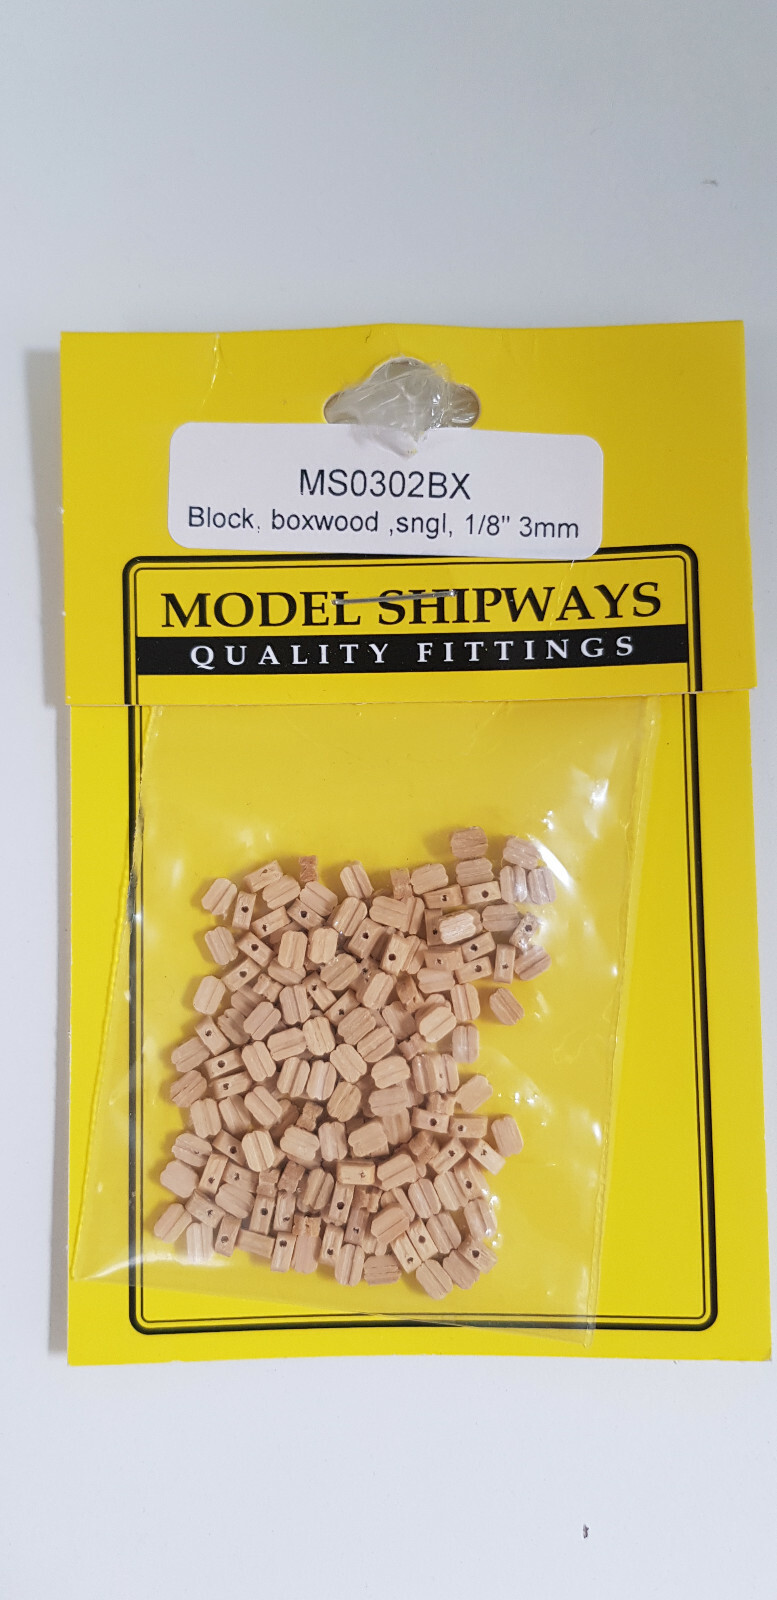 MS0302BX
Block, boxwood ,sngl, 1/8" 3mm
MODEL SHIPWAYS
QUALITY FITTINGS